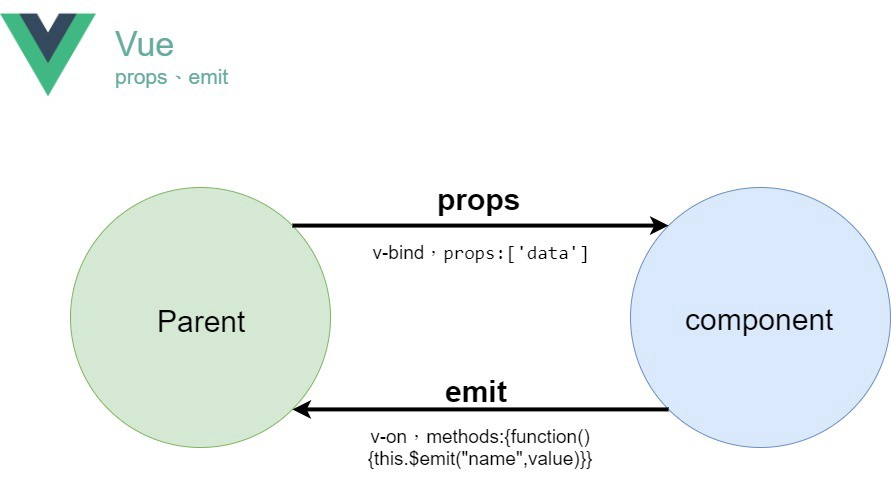 Vue
props、emit
props
v-bind，props:['data']
Parent
component
emit
v-on，methods:{function()
{this.$emit("name",value)}}